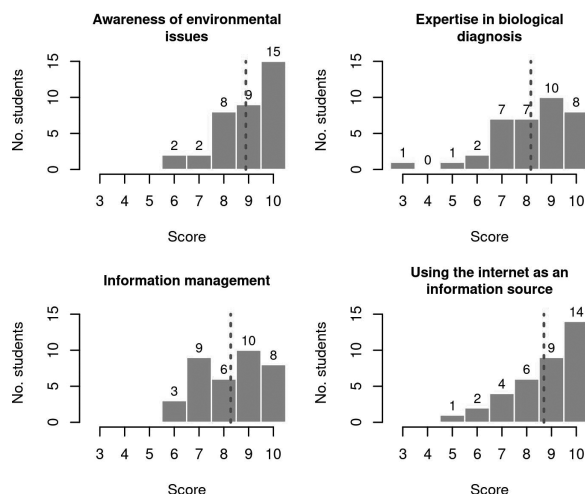 Awareness of environmental
issues
No. students
15
10
5
0
2
2
8
9
15
3 4 5 6 7 8 9 10
Score
Expertise in biological
diagnosis
No. students
15
10
5
0
1
0
1
2
7
7
10
8
3 4 5 6 7 8 9 10
Score
Information management
No. students
15
10
5
0
3
9
6
10
8
3 4 5 6 7 8 9 10
Score
Using the internet as an
information source
No. students
15
10
5
0
1
2
4
6
9
14
3 4 5 6 7 8 9 10
Score